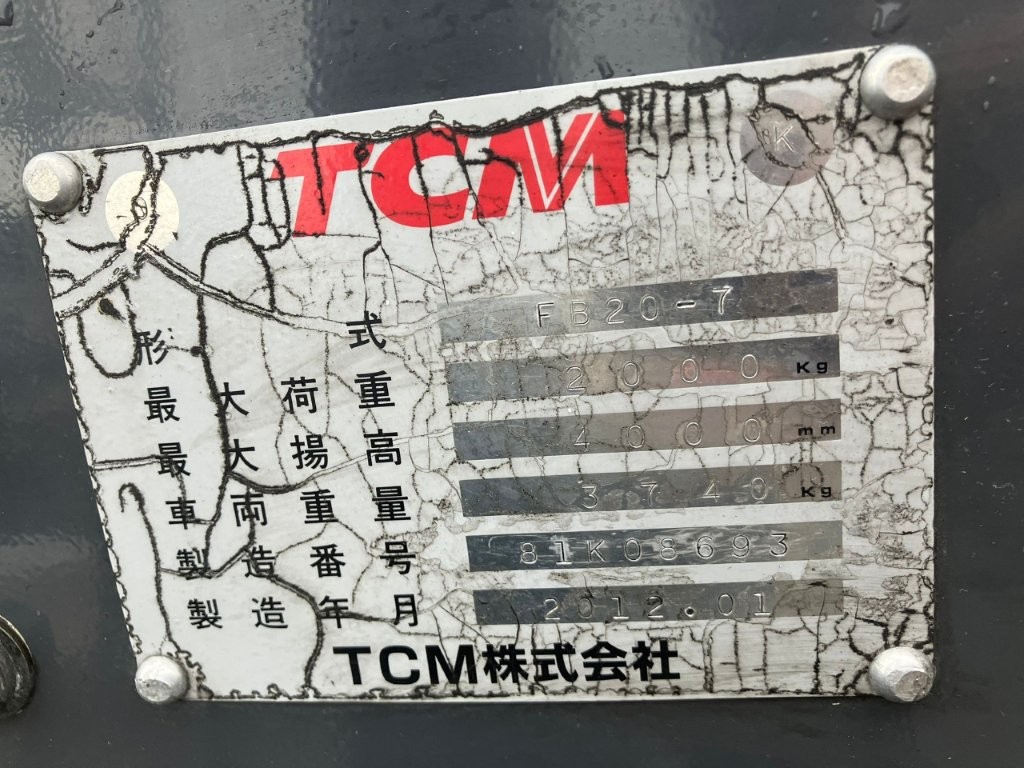 TCM
K
形式 FB20-7
最大荷重 2000 Kg
最大揚高 4000 mm
車両重量 3740 Kg
製造番号 81K08693
製造年月 2012.01
TCM株式会社